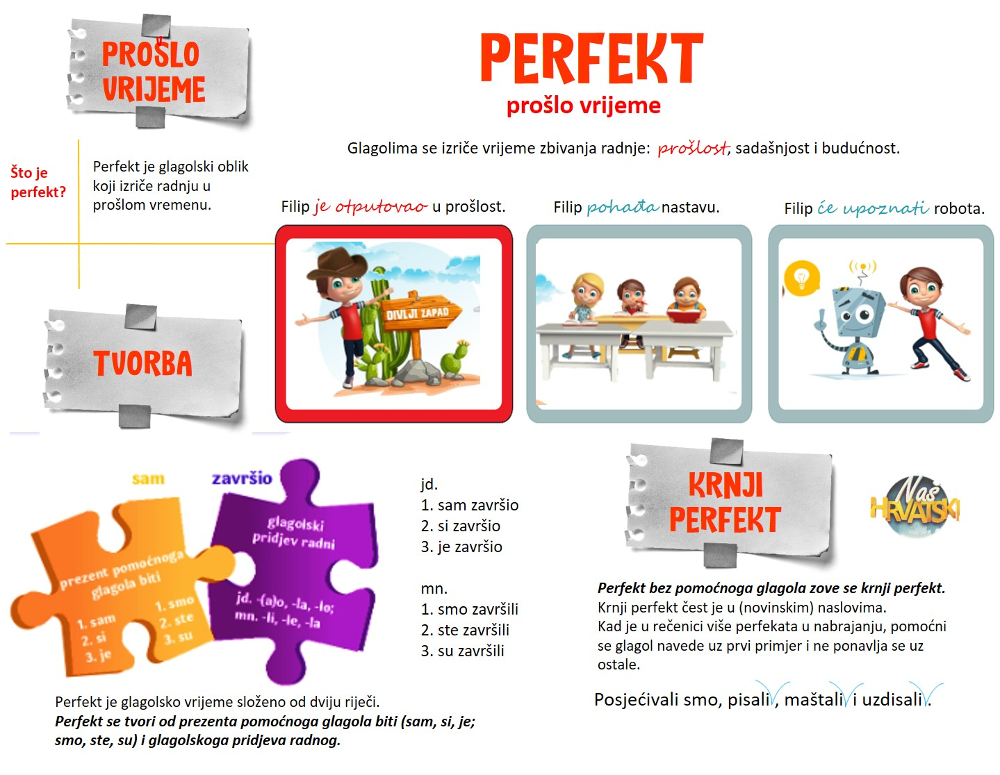 PROŠLO
VRIJEME
PERFEKT
prošlo vrijeme
Glagolima se izriče vrijeme zbivanja radnje: prošlost, sadašnjost i budućnost.
Što je
perfekt?
Perfekt je glagolski oblik
koji izriče radnju u
prošlom vremenu.
Filip je otputovao u prošlost.
Filip pohađa nastavu.
Filip će upoznati robota.
DIVLJI ZAPAD
TVORBA
sam
završio
prezent pomoćnoga
glagola biti
1. sam
2. si
3. je
1. smo
2. ste
3. su
glagolski
pridjev radni
jd. -(a)o, -la, -lo;
mn. -li, -le, -la
jd.
1. sam završio
2. si završio
3. je završio
mn.
1. smo završili
2. ste završili
3. su završili
Perfekt je glagolsko vrijeme složeno od dviju riječi.
Perfekt se tvori od prezenta pomoćnoga glagola biti (sam, si, je;
smo, ste, su) i glagolskoga pridjeva radnog.
KRNJI
PERFEKT
Naš
HRVATSKI
Perfekt bez pomoćnoga glagola zove se krnji perfekt.
Krnji perfekt čest je u (novinskim) naslovima.
Kad je u rečenici više perfekata u nabrajanju, pomoćni
se glagol navede uz prvi primjer i ne ponavlja se uz
ostale.
Posjećivali smo, pisali , maštali i uzdisali .